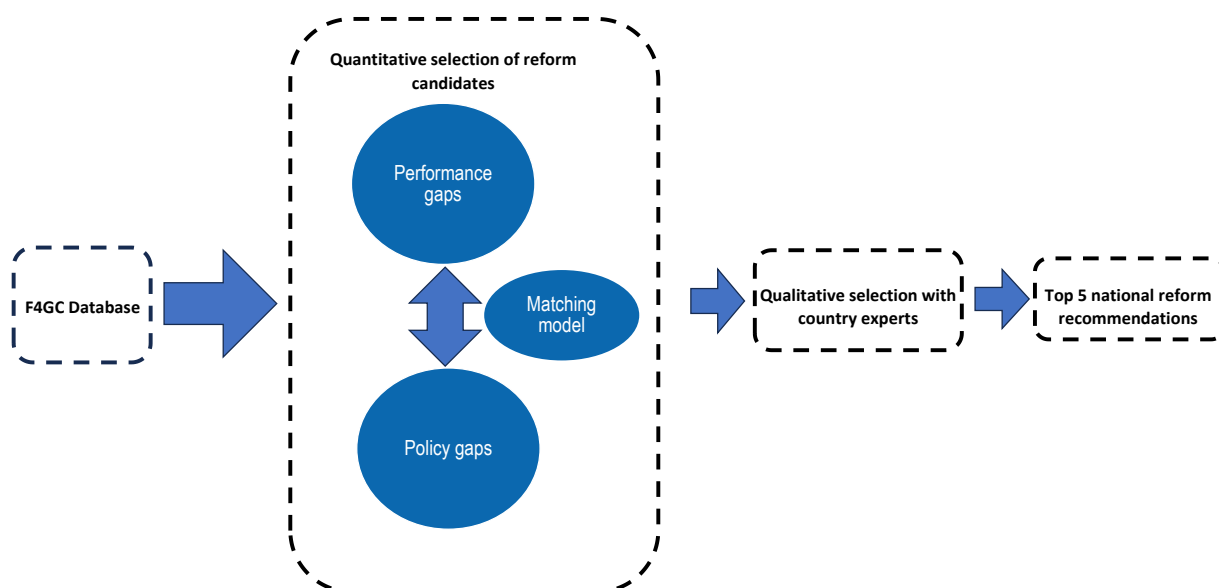 Quantitative selection of reform
candidates
Performance
gaps
F4GC Database
Matching
model
Policy gaps
Qualitative selection with
country experts
Top 5 national reform
recommendations